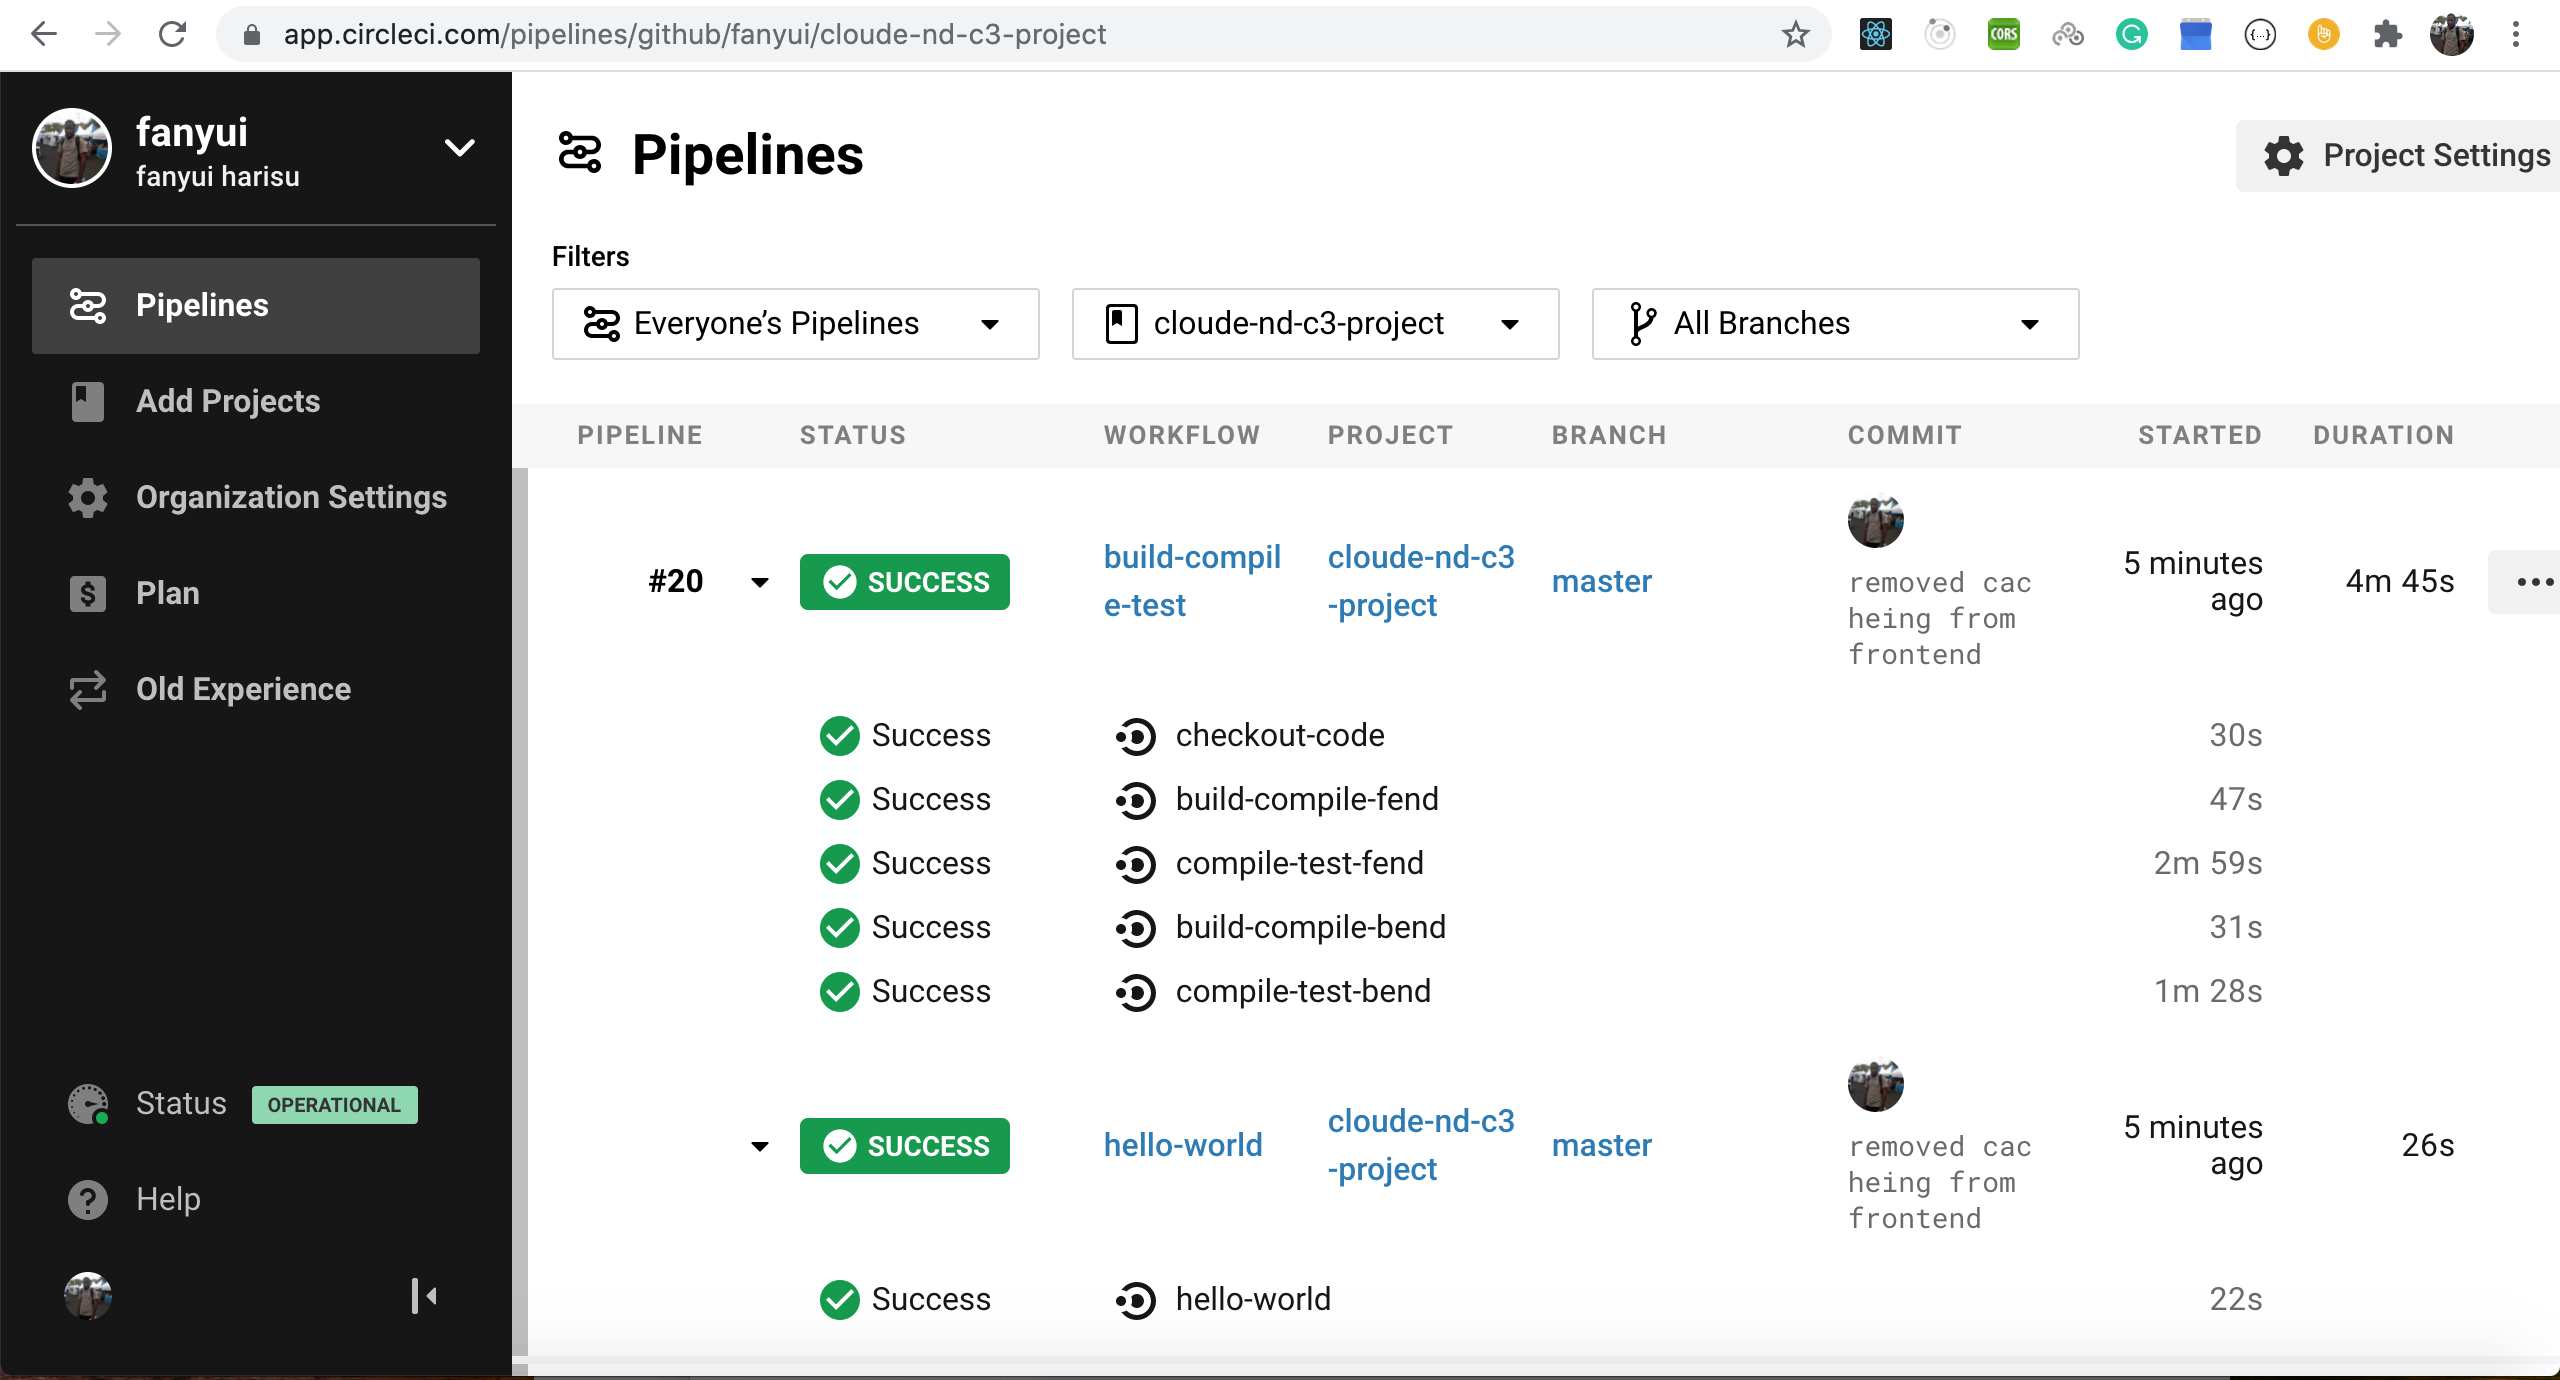 app.circleci.com/pipelines/github/fanyui/cloude-nd-c3-project
CORS
fanyui
fanyui harisu
Pipelines
Add Projects
Organization Settings
Plan
Old Experience
Status OPERATIONAL
Help
Pipelines
Project Settings
Filters
Everyone’s Pipelines cloude-nd-c3-project All Branches
PIPELINE STATUS WORKFLOW PROJECT BRANCH COMMIT STARTED DURATION
#20 SUCCESS build-compil
e-test cloude-nd-c3
-project master removed cac
heing from
frontend 5 minutes
ago 4m 45s
Success checkout-code 30s
Success build-compile-fend 47s
Success compile-test-fend 2m 59s
Success build-compile-bend 31s
Success compile-test-bend 1m 28s
SUCCESS hello-world cloude-nd-c3
-project master removed cac
heing from
frontend 5 minutes
ago 26s
Success hello-world 22s